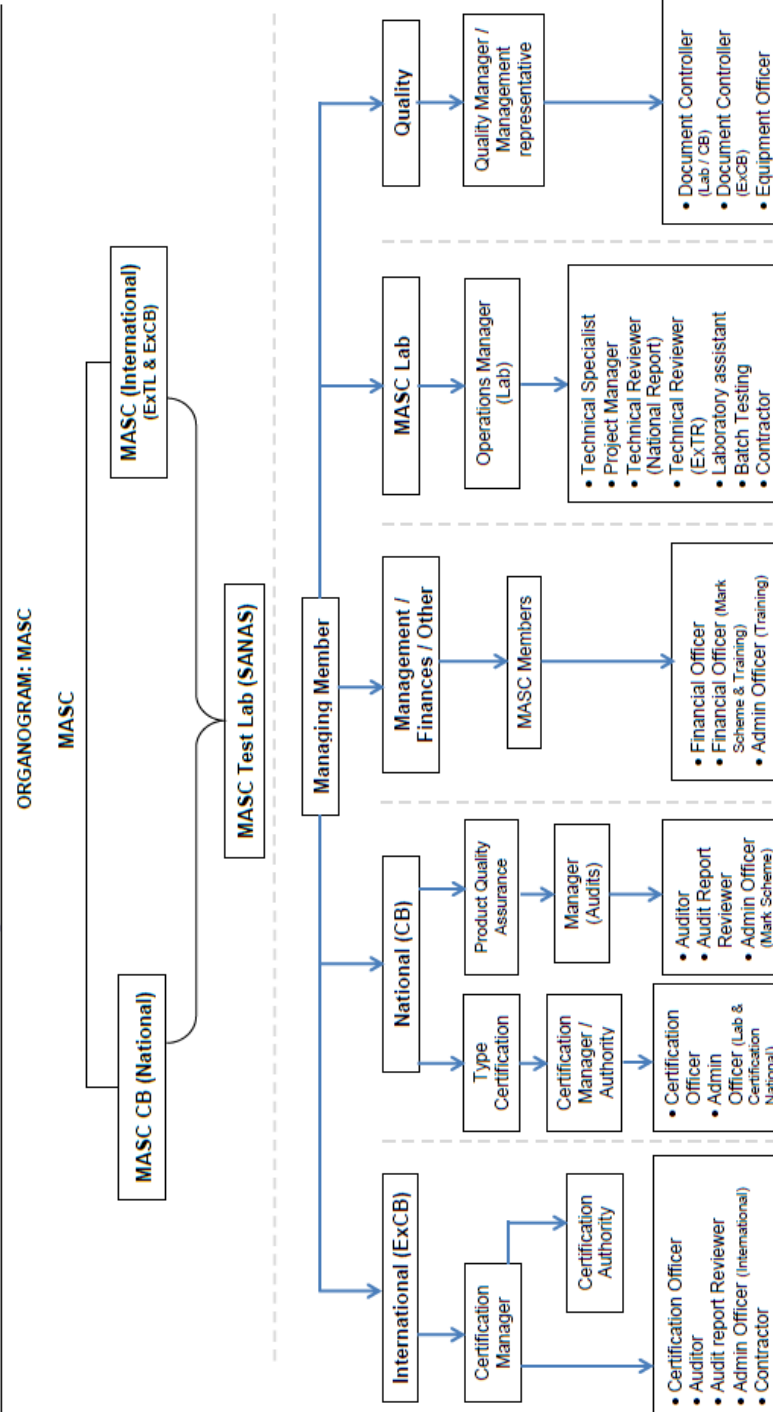 ORGANOGRAM: MASC
MASC
MASC CB (National)
MASC (International)
(ExTL & ExCB)
MASC Test Lab (SANAS)
Managing Member
International (ExCB)
Certification
Manager
Certification
Authority
• Certification Officer
• Auditor
• Audit report Reviewer
• Admin Officer (International)
• Contractor
National (CB)
Type
Certification
Certification
Manager /
Authority
• Certification
Officer
• Admin
Officer (Lab &
Certification
National)
Product Quality
Assurance
Manager
(Audits)
• Auditor
• Audit Report
Reviewer
• Admin Officer
(Mark Scheme)
Management /
Finances / Other
MASC Members
• Financial Officer
• Financial Officer (Mark
Scheme & Training)
• Admin Officer (Training)
MASC Lab
Operations Manager
(Lab)
• Technical Specialist
• Project Manager
• Technical Reviewer
(National Report)
• Technical Reviewer
(ExTR)
• Laboratory assistant
• Batch Testing
• Contractor
Quality
Quality Manager /
Management
representative
• Document Controller
(Lab / CB)
• Document Controller
(ExCB)
• Equipment Officer